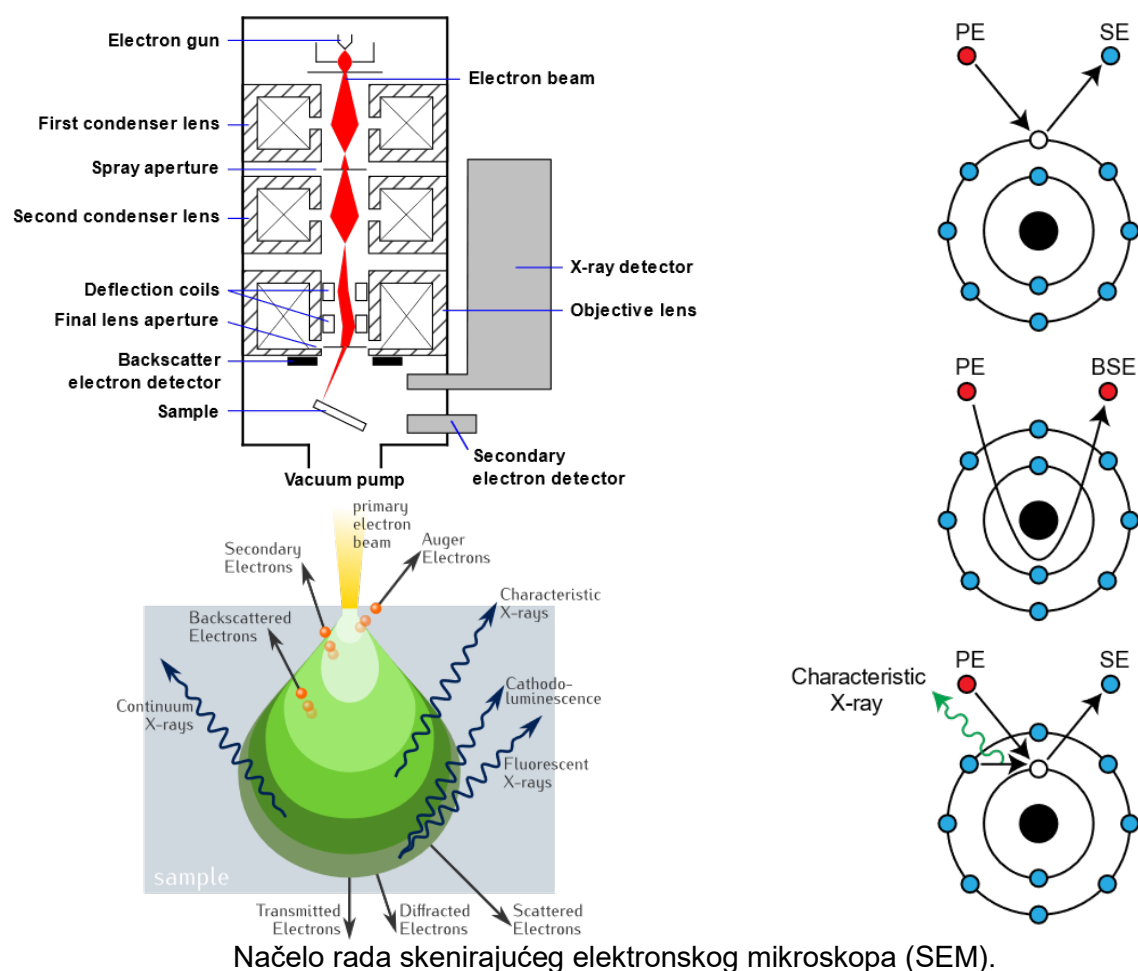 Electron gun
Electron beam
First condenser lens
Spray aperture
Second condenser lens
X-ray detector
Deflection coils
Final lens aperture
Objective lens
Backscatter
electron detector
Sample
Secondary
electron detector
Vacuum pump
primary
electron
beam
Secondary
Electrons
Auger
Electrons
Backscattered
Electrons
Characteristic
X-rays
Continuum
X-rays
Cathodo-
luminescence
Fluorescent
X-rays
sample
Transmitted
Electrons
Diffracted
Electrons
Scattered
Electrons
PE
SE
PE
BSE
PE
SE
Characteristic
X-ray
Načelo rada skenirajućeg elektronskog mikroskopa (SEM).